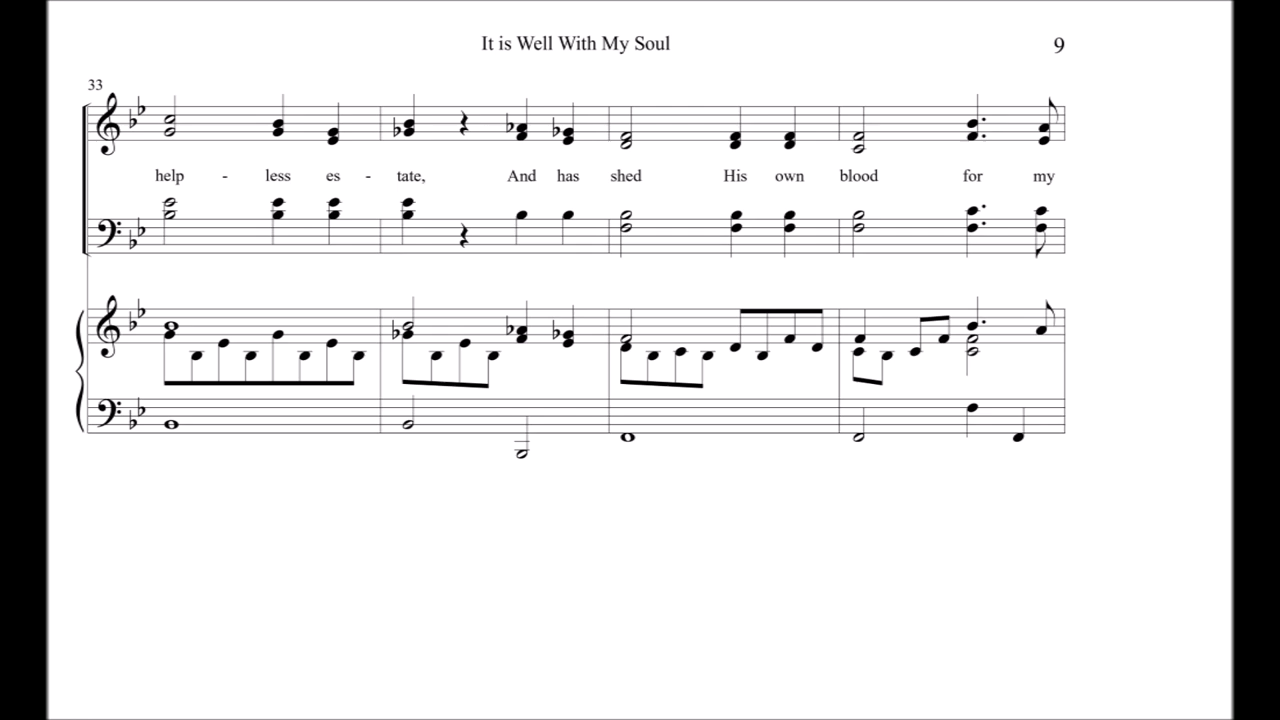 It is Well With My Soul
9
33
help - less es - tate, And has shed His own blood for my